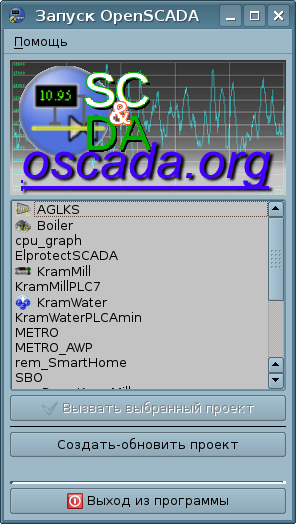 Запуск OpenSCADA
Помощь
10.95
SC
&
DA
oscada.org
AGLKS
Boiler
cpu_graph
ElprotectSCADA
KramMill
KramMillPLC7
KramWater
KramWaterPLCAmin
METRO
METRO_AWP
rem_SmartHome
SBO
Вызвать выбранный проект
Создать-обновить проект
Выход из программы